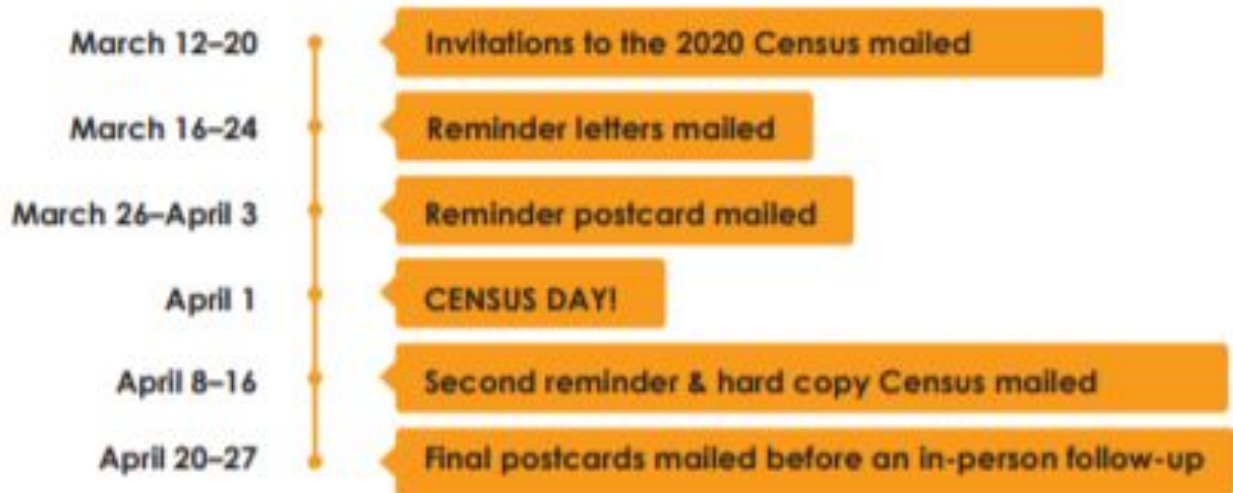 March 12–20 Invitations to the 2020 Census mailed
March 16–24 Reminder letters mailed
March 26–April 3 Reminder postcard mailed
April 1 CENSUS DAY!
April 8–16 Second reminder & hard copy Census mailed
April 20–27 Final postcards mailed before an in-person follow-up